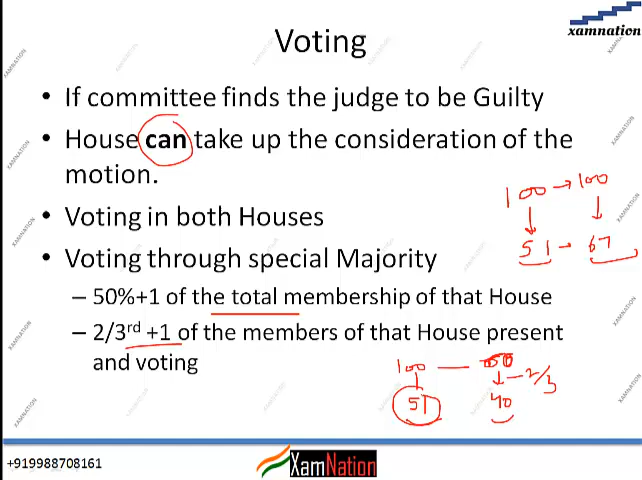 xamnation
Voting
• If committee finds the judge to be Guilty
• House can take up the consideration of the
motion.
100 → 100
51 - 67
• Voting in both Houses
• Voting through special Majority
– 50%+1 of the total membership of that House
– 2/3rd +1 of the members of that House present
and voting
100
2/3
51 40
+919988708161
XamNation
XAMNATION